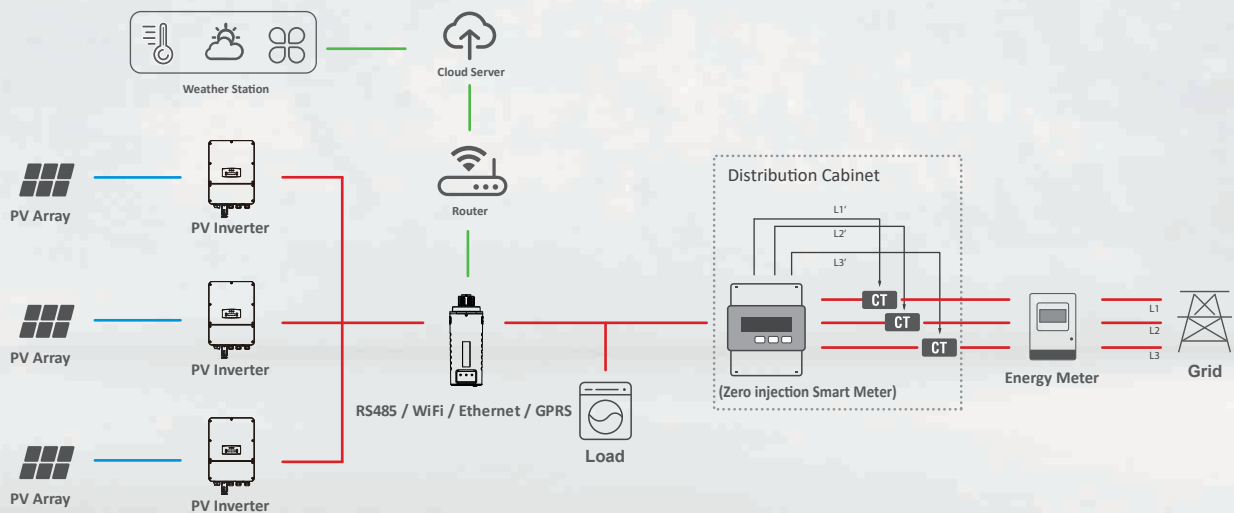 Weather Station
Cloud Server
PV Array
PV Inverter
Router
Distribution Cabinet
L1'
L2'
L3'
PV Array
PV Inverter
RS485 / WiFi / Ethernet / GPRS
Load
CT
CT
CT
(Zero injection Smart Meter)
Energy Meter
L1
L2
L3
Grid
PV Array
PV Inverter